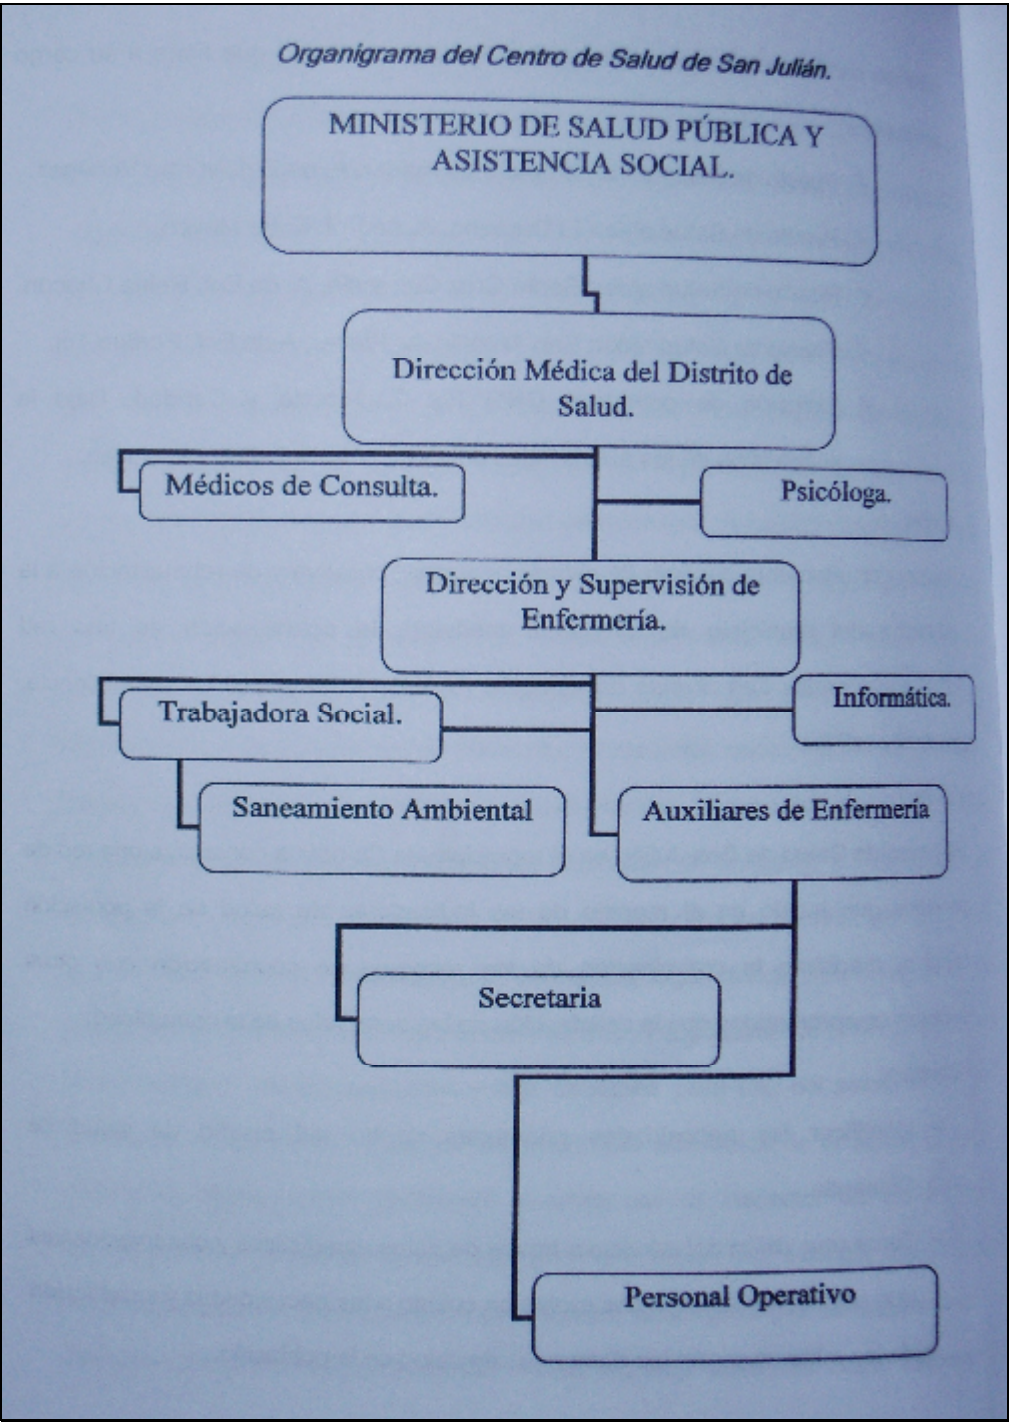 Organigrama del Centro de Salud de San Julián.
MINISTERIO DE SALUD PÚBLICA Y
ASISTENCIA SOCIAL.
Dirección Médica del Distrito de
Salud.
Médicos de Consulta.
Psicóloga.
Dirección y Supervisión de
Enfermería.
Trabajadora Social.
Informática.
Saneamiento Ambiental
Auxiliares de Enfermería
Secretaria
Personal Operativo